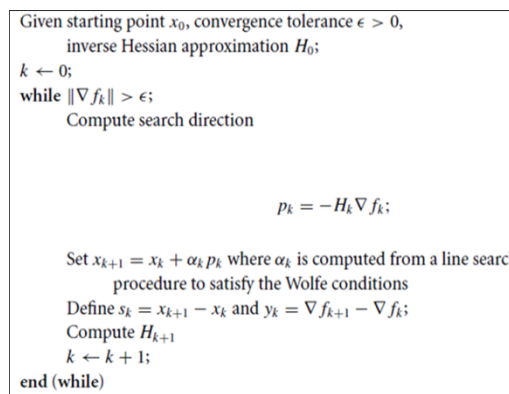 Given starting point x₀, convergence tolerance ϵ > 0,
inverse Hessian approximation H₀;
k ← 0;
while ‖∇fₖ‖ > ϵ;
Compute search direction
pₖ = −Hₖ∇fₖ;
Set xₖ₊₁ = xₖ + αₖpₖ where αₖ is computed from a line searc
procedure to satisfy the Wolfe conditions
Define sₖ = xₖ₊₁ − xₖ and yₖ = ∇fₖ₊₁ − ∇fₖ;
Compute Hₖ₊₁
k ← k + 1;
end (while)